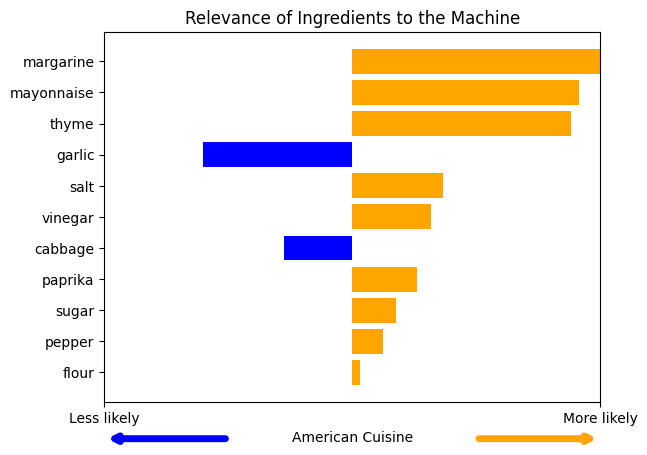 Relevance of Ingredients to the Machine
margarine
mayonnaise
thyme
garlic
salt
vinegar
cabbage
paprika
sugar
pepper
flour
Less likely
More likely
American Cuisine